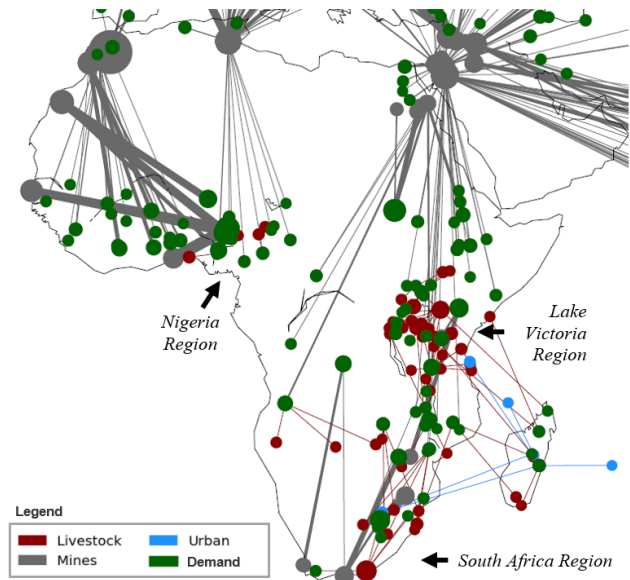 Nigeria
Region
Lake
Victoria
Region
Legend
Livestock
Urban
Mines
Demand
South Africa Region